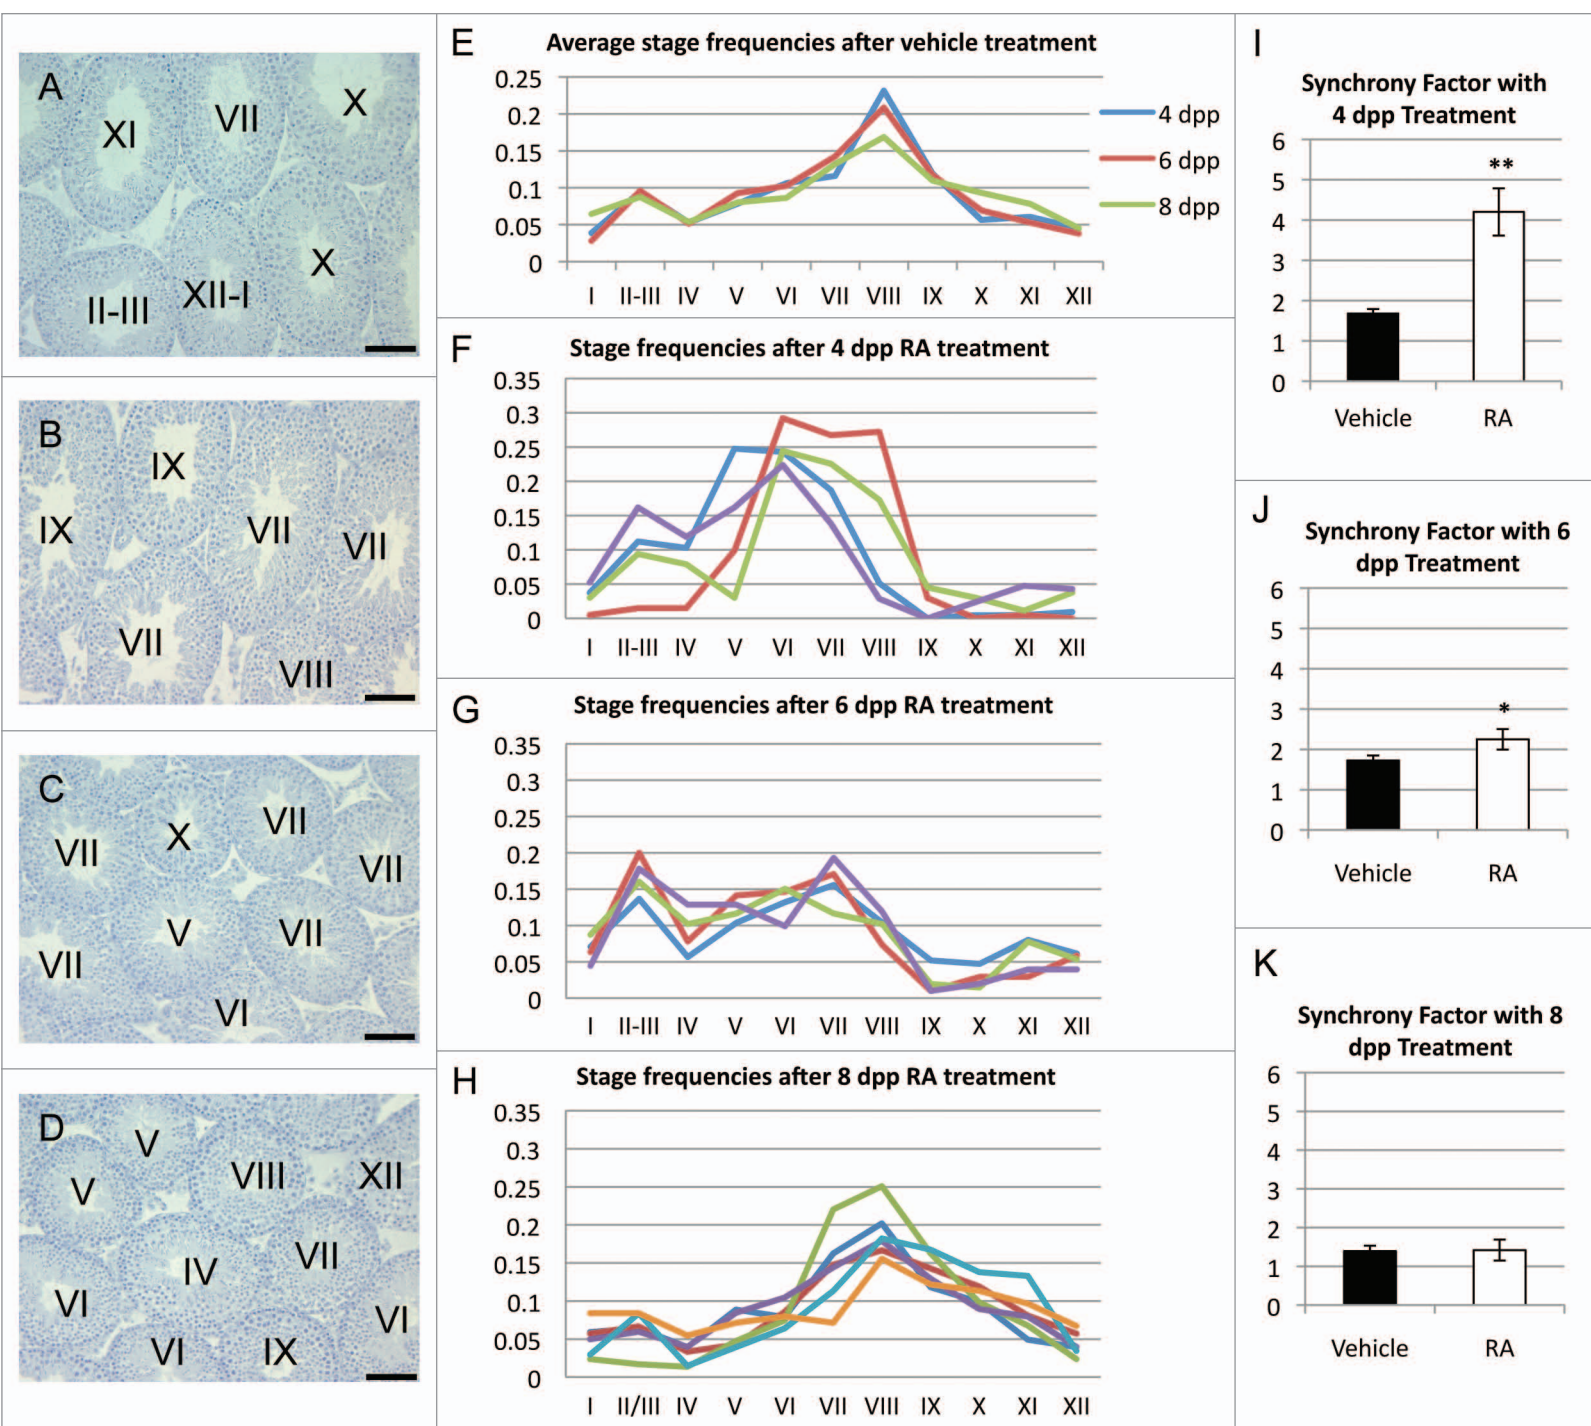 A
XI
VII
X
II-III
XII-I
X
B
IX
IX
VII
VII
VII
VIII
C
VII
X
VII
VII
V
VII
VII
VI
D
V
V
VIII
XII
IV
VII
VI
VI
VI
IX
E
Average stage frequencies after vehicle treatment
0.25
0.2
0.15
0.1
0.05
0
I II-III IV V VI VII VIII IX X XI XII
4 dpp
6 dpp
8 dpp
F
Stage frequencies after 4 dpp RA treatment
0.35
0.3
0.25
0.2
0.15
0.1
0.05
0
I II-III IV V VI VII VIII IX X XI XII
G
Stage frequencies after 6 dpp RA treatment
0.35
0.3
0.25
0.2
0.15
0.1
0.05
0
I II-III IV V VI VII VIII IX X XI XII
H
Stage frequencies after 8 dpp RA treatment
0.35
0.3
0.25
0.2
0.15
0.1
0.05
0
I II/III IV V VI VII VIII IX X XI XII
I
Synchrony Factor with
4 dpp Treatment
6
5
4
3
2
1
0
**
Vehicle RA
J
Synchrony Factor with 6
dpp Treatment
6
5
4
3
2
1
0
*
Vehicle RA
K
Synchrony Factor with 8
dpp Treatment
6
5
4
3
2
1
0
Vehicle RA